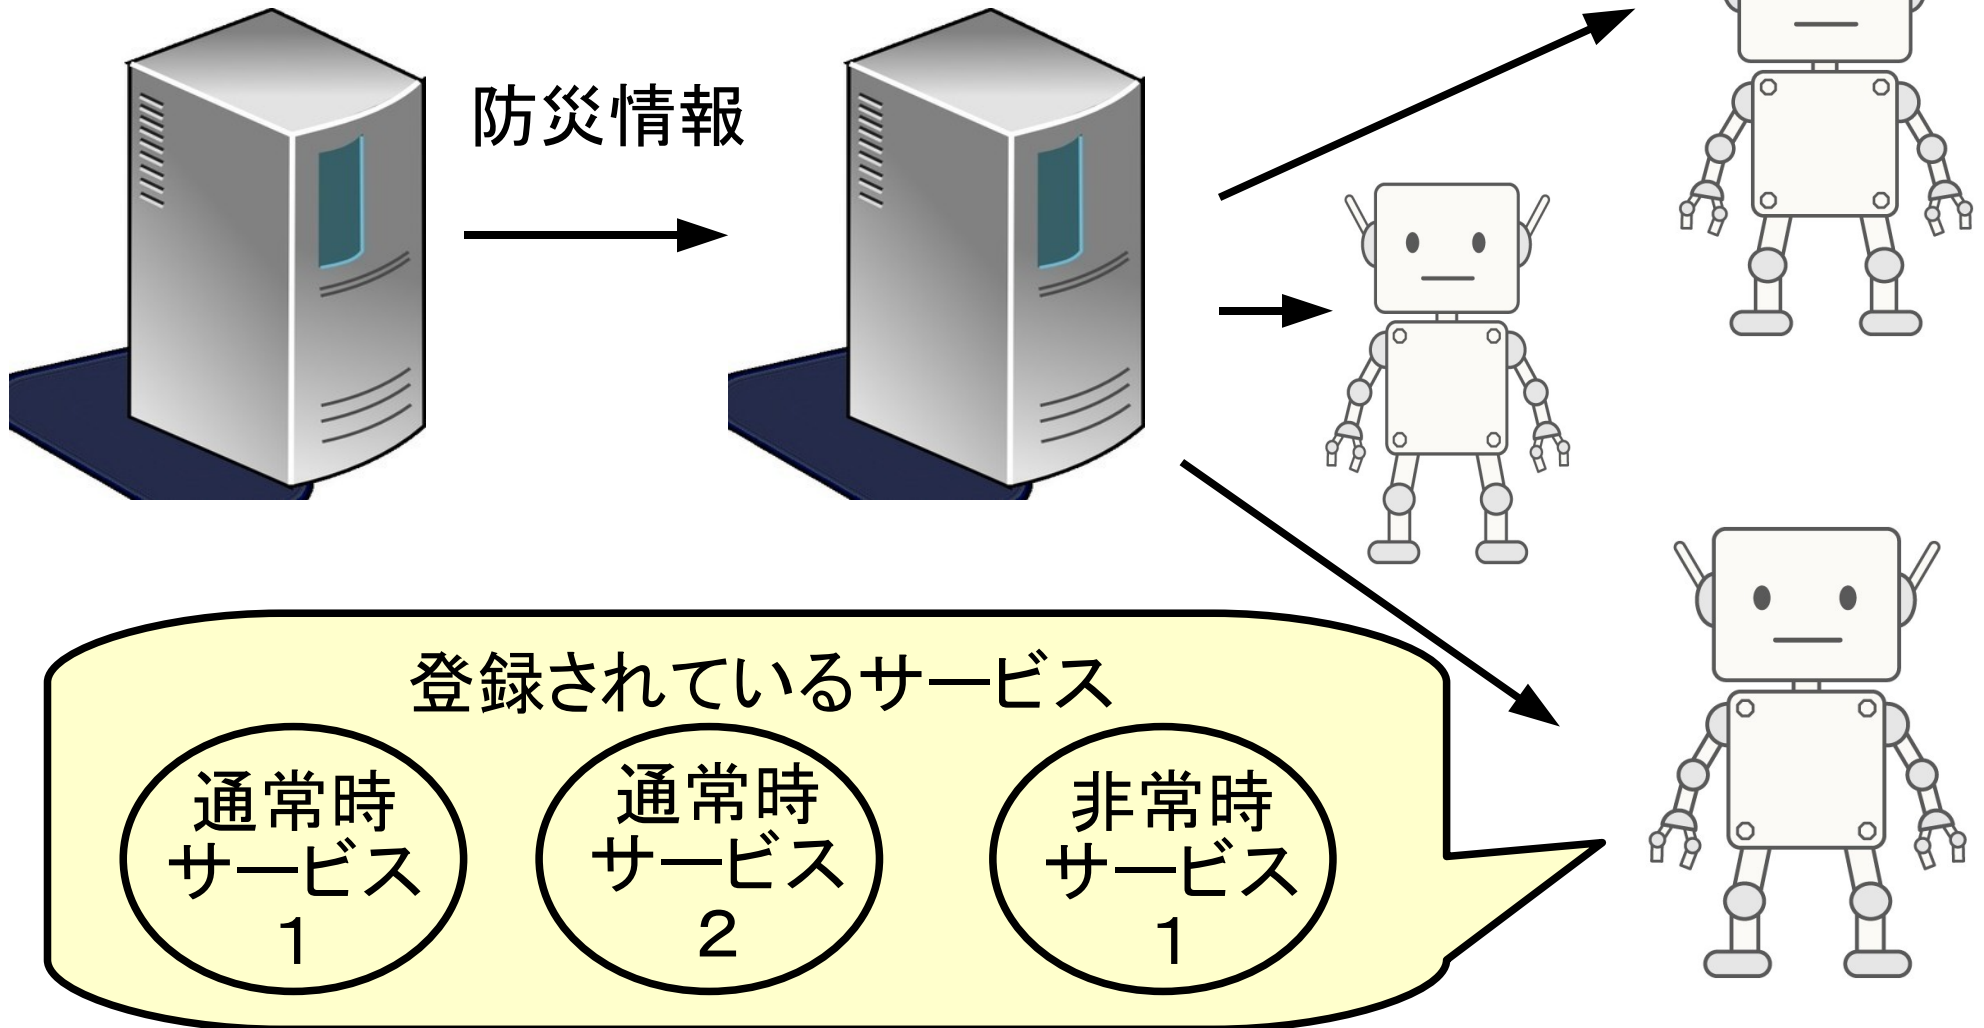 防災情報
登録されているサービス
通常時
サービス
１
通常時
サービス
２
非常時
サービス
１